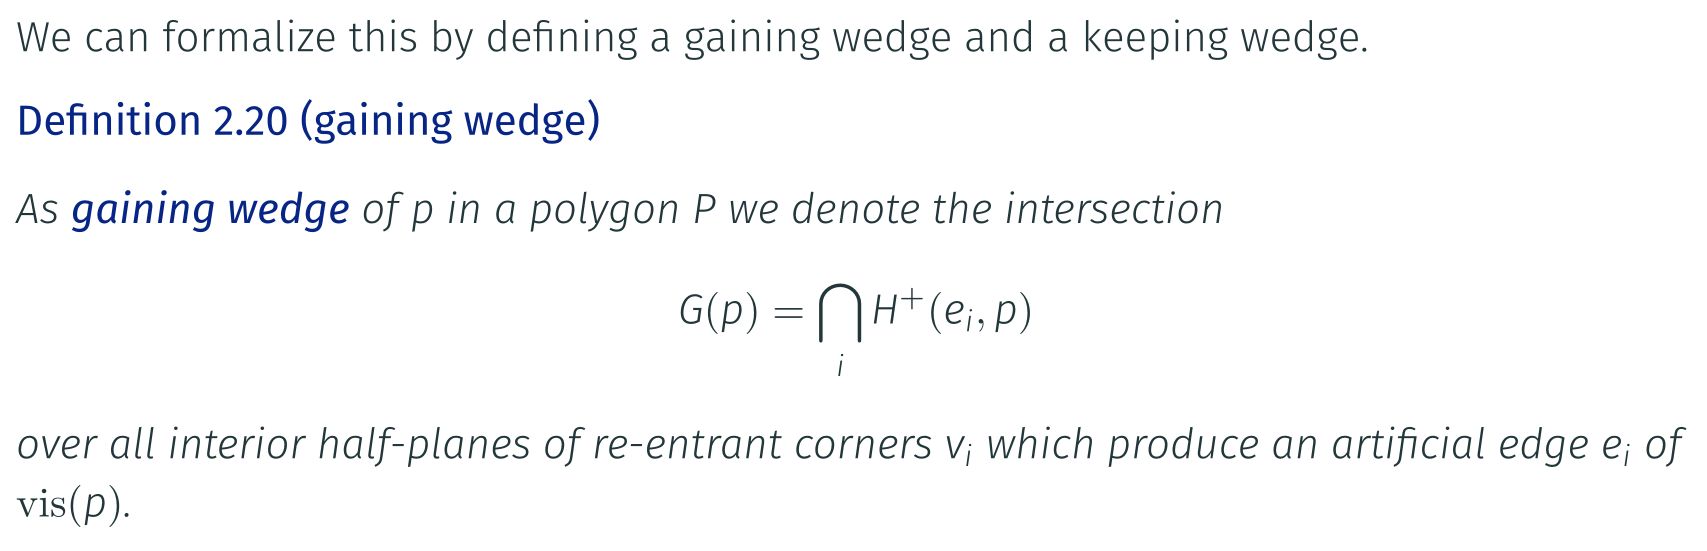 We can formalize this by defining a gaining wedge and a keeping wedge.
Definition 2.20 (gaining wedge)
As gaining wedge of p in a polygon P we denote the intersection
G(p) = ⋂ H⁺(eᵢ, p)
i
over all interior half-planes of re-entrant corners vᵢ which produce an artificial edge eᵢ of
vis(p).